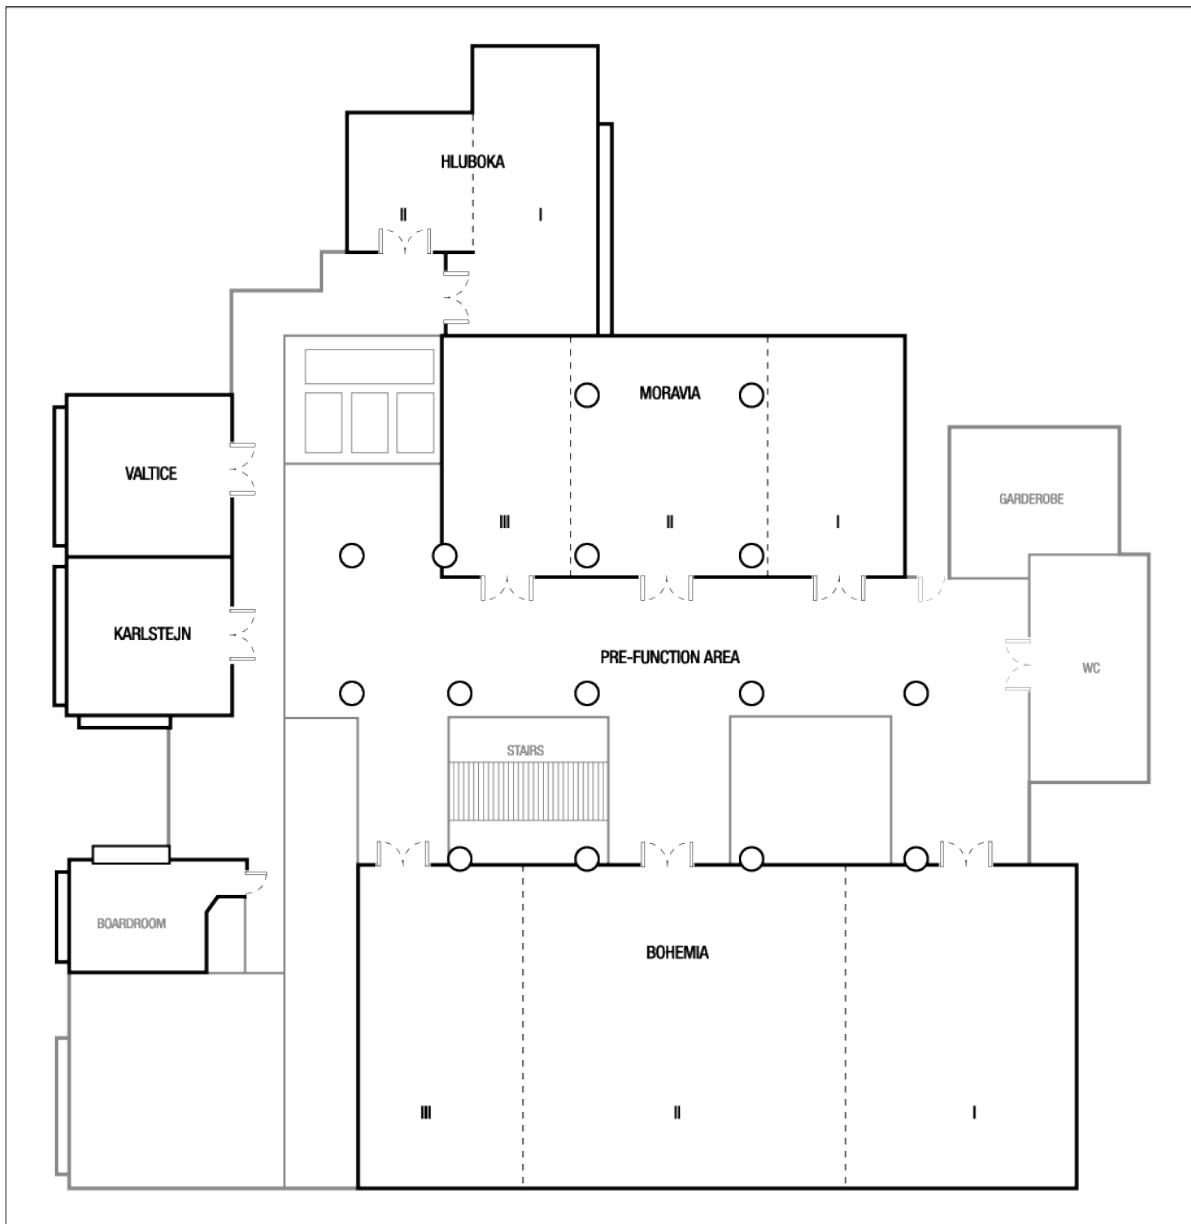 HLUBOKA
II
I
MORAVIA
VALTICE
GARDEROBE
III
II
I
KARLSTEJN
PRE-FUNCTION AREA
WC
STAIRS
BOARDROOM
BOHEMIA
III
II
I